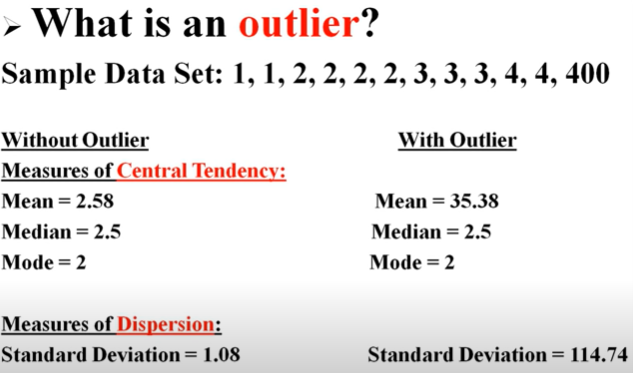 ➢ What is an outlier?
Sample Data Set: 1, 1, 2, 2, 2, 2, 3, 3, 3, 4, 4, 400
Without Outlier
With Outlier
Measures of Central Tendency:
Mean = 2.58
Mean = 35.38
Median = 2.5
Median = 2.5
Mode = 2
Mode = 2
Measures of Dispersion:
Standard Deviation = 1.08
Standard Deviation = 114.74